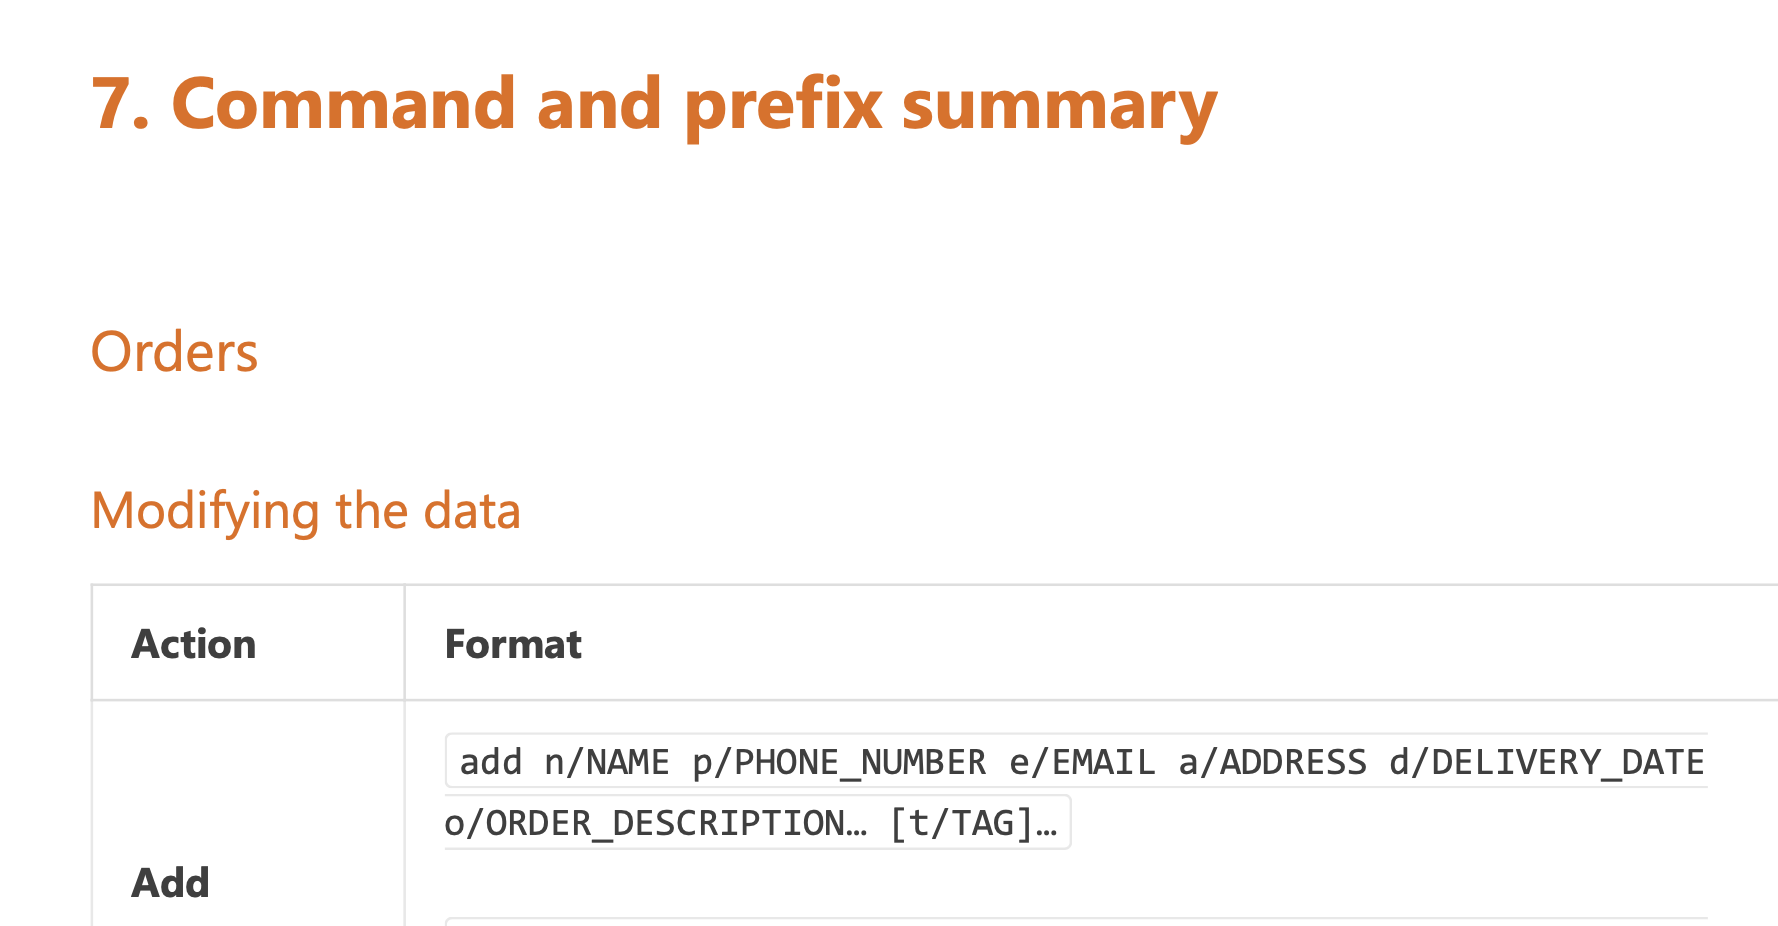 7. Command and prefix summary
Orders
Modifying the data
Action Format
add n/NAME p/PHONE_NUMBER e/EMAIL a/ADDRESS d/DELIVERY_DATE
o/ORDER_DESCRIPTION… [t/TAG]…
Add